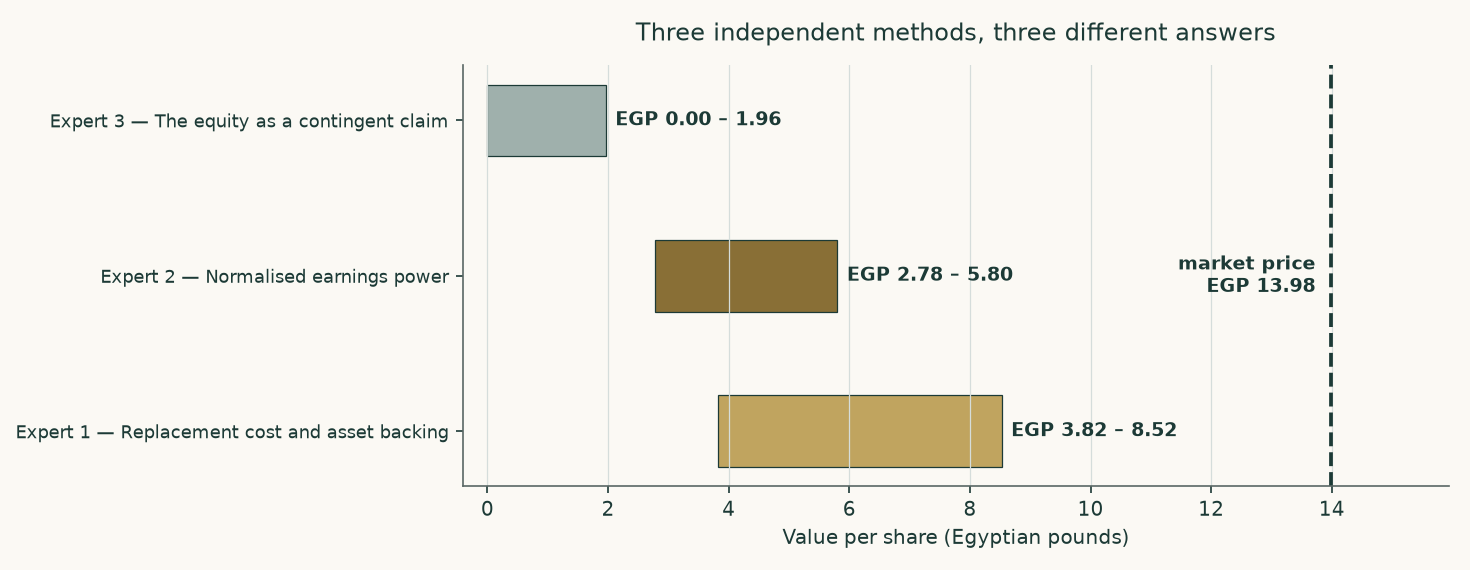 Three independent methods, three different answers
Expert 3 — The equity as a contingent claim
EGP 0.00 – 1.96
Expert 2 — Normalised earnings power
EGP 2.78 – 5.80
market price
EGP 13.98
Expert 1 — Replacement cost and asset backing
EGP 3.82 – 8.52
0 2 4 6 8 10 12 14
Value per share (Egyptian pounds)